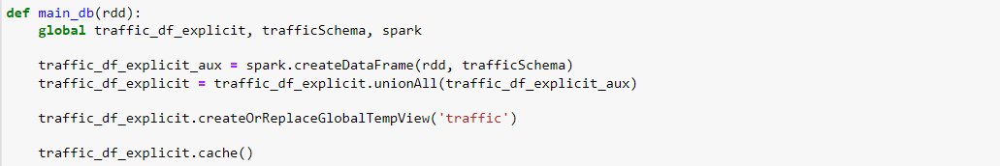 def main_db(rdd):
    global traffic_df_explicit, trafficSchema, spark
    traffic_df_explicit_aux = spark.createDataFrame(rdd, trafficSchema)
    traffic_df_explicit = traffic_df_explicit.unionAll(traffic_df_explicit_aux)
    traffic_df_explicit.createOrReplaceGlobalTempView('traffic')
    traffic_df_explicit.cache()